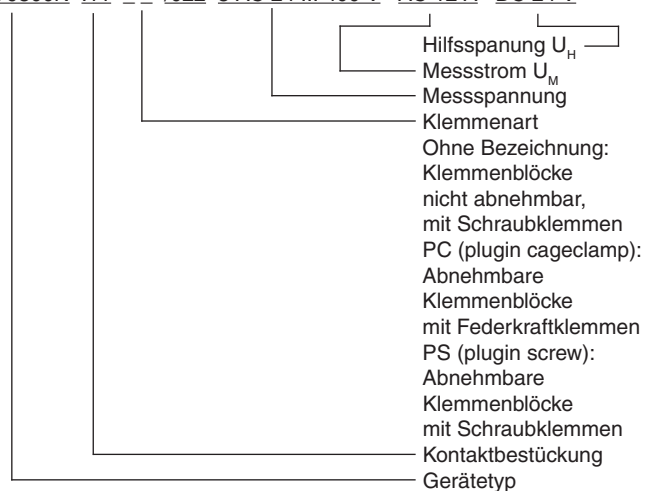 Hilfsspanung U_H
Messstrom U_M
Messspannung
Klemmenart
Ohne Bezeichnung:
Klemmenblöcke
nicht abnehmbar,
mit Schraubklemmen
PC (plugin cageclamp):
Abnehmbare
Klemmenblöcke
mit Federkraftklemmen
PS (plugin screw):
Abnehmbare
Klemmenblöcke
mit Schraubklemmen
Kontaktbestückung
Gerätetyp